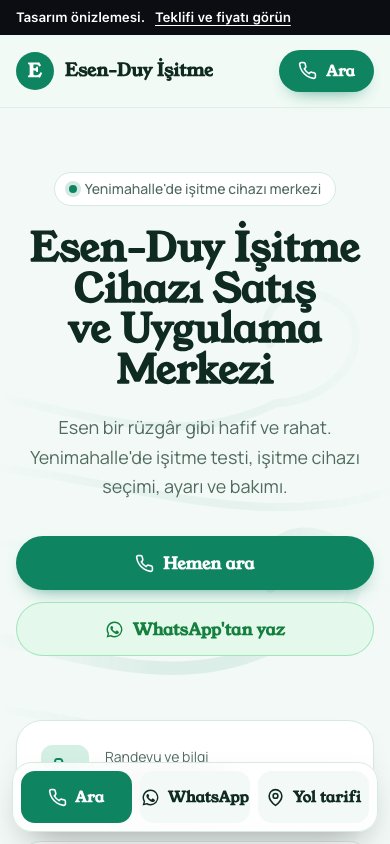 Tasarım önizlemesi. Teklifi ve fiyatı görün
E Esen-Duy İşitme Ara
Yenimahalle'de işitme cihazı merkezi
Esen-Duy İşitme
Cihazı Satış
ve Uygulama
Merkezi
Esen bir rüzgâr gibi hafif ve rahat.
Yenimahalle'de işitme testi, işitme cihazı
seçimi, ayarı ve bakımı.
Hemen ara
WhatsApp'tan yaz
Randevu ve bilgi
Ara WhatsApp Yol tarifi